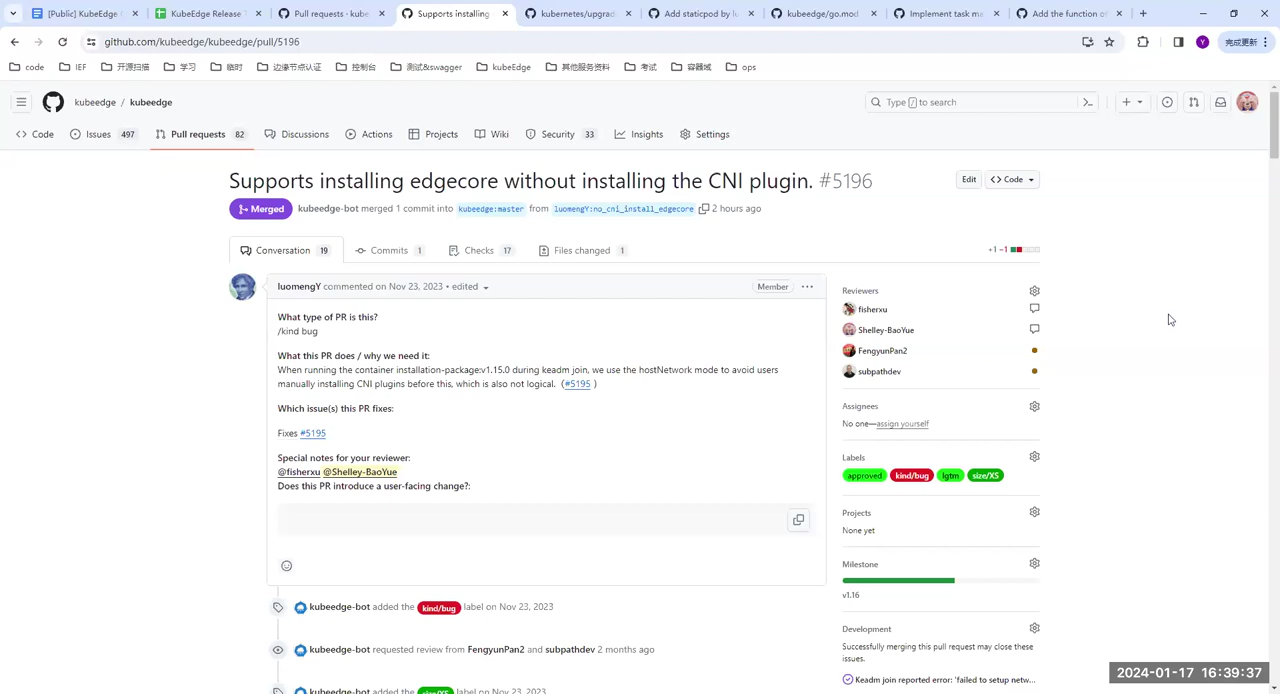 [Public] KubeEdge
KubeEdge Release T
Pull requests · kube
Supports installing
kubernetes/upgrad
Add staticpod by lu
kubeedge/go.mod
Implement task ma
Add the function of
github.com/kubeedge/kubeedge/pull/5196
Y
完成更新
code
IEF
开源扫描
学习
临时
边缘节点认证
控制台
测试&swagger
kubeEdge
其他服务资料
考试
容器域
ops
kubeedge / kubeedge
Type / to search
Code
Issues 497
Pull requests 82
Discussions
Actions
Projects
Wiki
Security 33
Insights
Settings
Supports installing edgecore without installing the CNI plugin. #5196
Edit
<> Code
Merged kubeedge-bot merged 1 commit into kubeedge:master from luomengY:no_cni_install_edgecore 2 hours ago
Conversation 19
Commits 1
Checks 17
Files changed 1
+1 −1
luomengY commented on Nov 23, 2023 • edited
Member
What type of PR is this?
/kind bug
What this PR does / why we need it:
When running the container installation-package:v1.15.0 during keadm join, we use the hostNetwork mode to avoid users
manually installing CNI plugins before this, which is also not logical. (#5195 )
Which issue(s) this PR fixes:
Fixes #5195
Special notes for your reviewer:
@fisherxu @Shelley-BaoYue
Does this PR introduce a user-facing change?:
kubeedge-bot added the kind/bug label on Nov 23, 2023
kubeedge-bot requested review from FengyunPan2 and subpathdev 2 months ago
kubeedge-bot added the size/XS label on Nov 23, 2023
Reviewers
fisherxu
Shelley-BaoYue
FengyunPan2
subpathdev
Assignees
No one—assign yourself
Labels
approved kind/bug lgtm size/XS
Projects
None yet
Milestone
v1.16
Development
Successfully merging this pull request may close these
issues.
Keadm join reported error: 'failed to setup netw...
2024-01-17 16:39:37